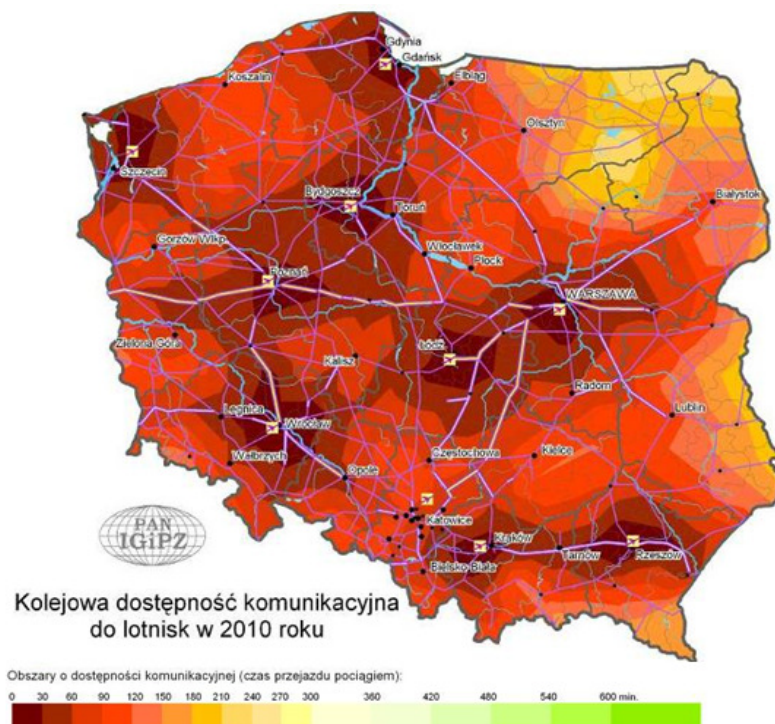 Gdynia
Gdańsk
Koszalin
Elbląg
Olsztyn
Szczecin
Bydgoszcz
Toruń
Białystok
Gorzów Wlkp
Włocławek
Płock
Poznań
WARSZAWA
Zielona Góra
Kalisz
Łódź
Radom
Legnica
Wrocław
Lublin
Wałbrzych
Opole
Częstochowa
Kielce
Katowice
Kraków
Tarnów
Rzeszów
Bielsko-Biała
PAN
IGiPZ
Kolejowa dostępność komunikacyjna
do lotnisk w 2010 roku
Obszary o dostępności komunikacyjnej (czas przejazdu pociągiem):
0 30 60 90 120 150 180 210 240 270 300 360 420 480 540 600 min.